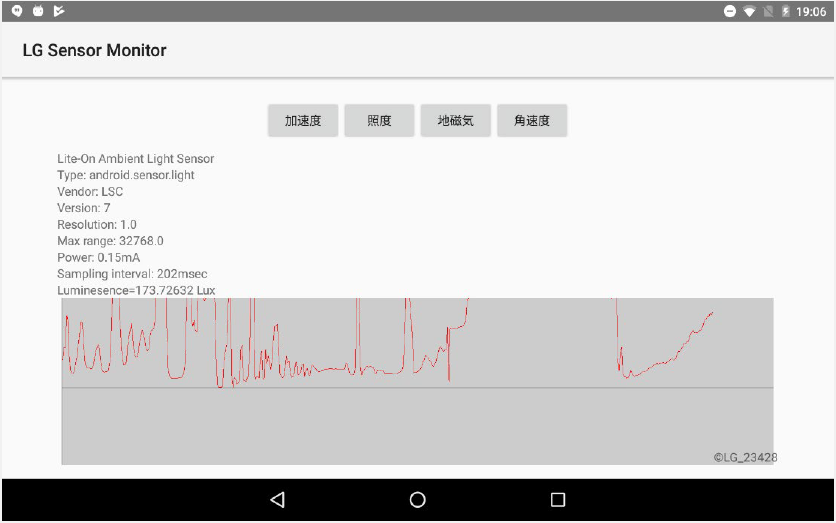 19:06
LG Sensor Monitor
加速度 照度 地磁気 角速度
Lite-On Ambient Light Sensor
Type: android.sensor.light
Vendor: LSC
Version: 7
Resolution: 1.0
Max range: 32768.0
Power: 0.15mA
Sampling interval: 202msec
Luminesence=173.72632 Lux
©LG_23428